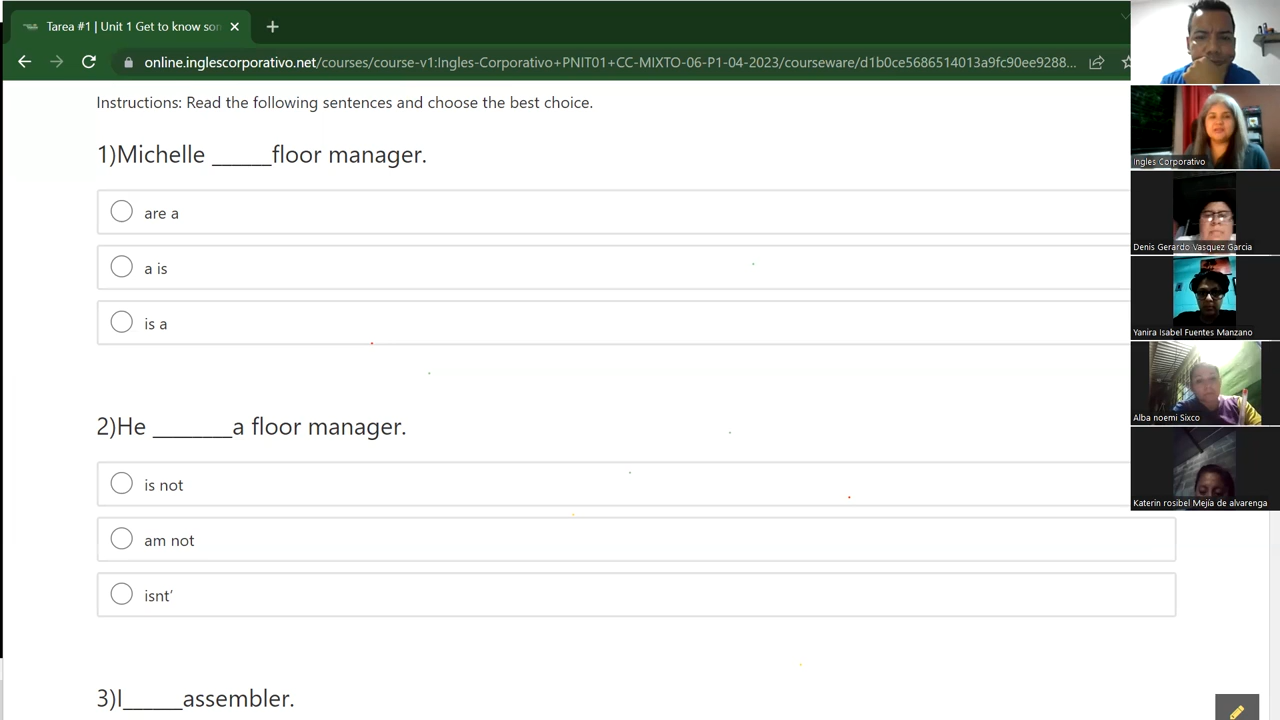 Tarea #1 | Unit 1 Get to know son
online.inglescorporativo.net/courses/course-v1:Ingles-Corporativo+PNIT01+CC-MIXTO-06-P1-04-2023/courseware/d1b0ce5686514013a9fc90ee9288...
Instructions: Read the following sentences and choose the best choice.
1)Michelle ______floor manager.
are a
a is
is a
2)He ________a floor manager.
is not
am not
isnt'
3)I______assembler.
Ingles Corporativo
Denis Gerardo Vasquez Garcia
Yanira Isabel Fuentes Manzano
Alba noemi Sixco
Katerin rosibel Mejía de alvarenga